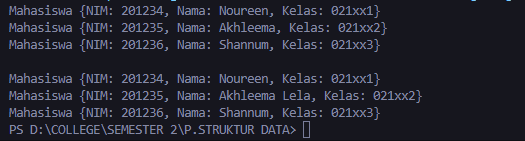 Mahasiswa {NIM: 201234, Nama: Noureen, Kelas: 021xx1}
Mahasiswa {NIM: 201235, Nama: Akhleema, Kelas: 021xx2}
Mahasiswa {NIM: 201236, Nama: Shannum, Kelas: 021xx3}
Mahasiswa {NIM: 201234, Nama: Noureen, Kelas: 021xx1}
Mahasiswa {NIM: 201235, Nama: Akhleema Lela, Kelas: 021xx2}
Mahasiswa {NIM: 201236, Nama: Shannum, Kelas: 021xx3}
PS D:\COLLEGE\SEMESTER 2\P.STRUKTUR DATA>